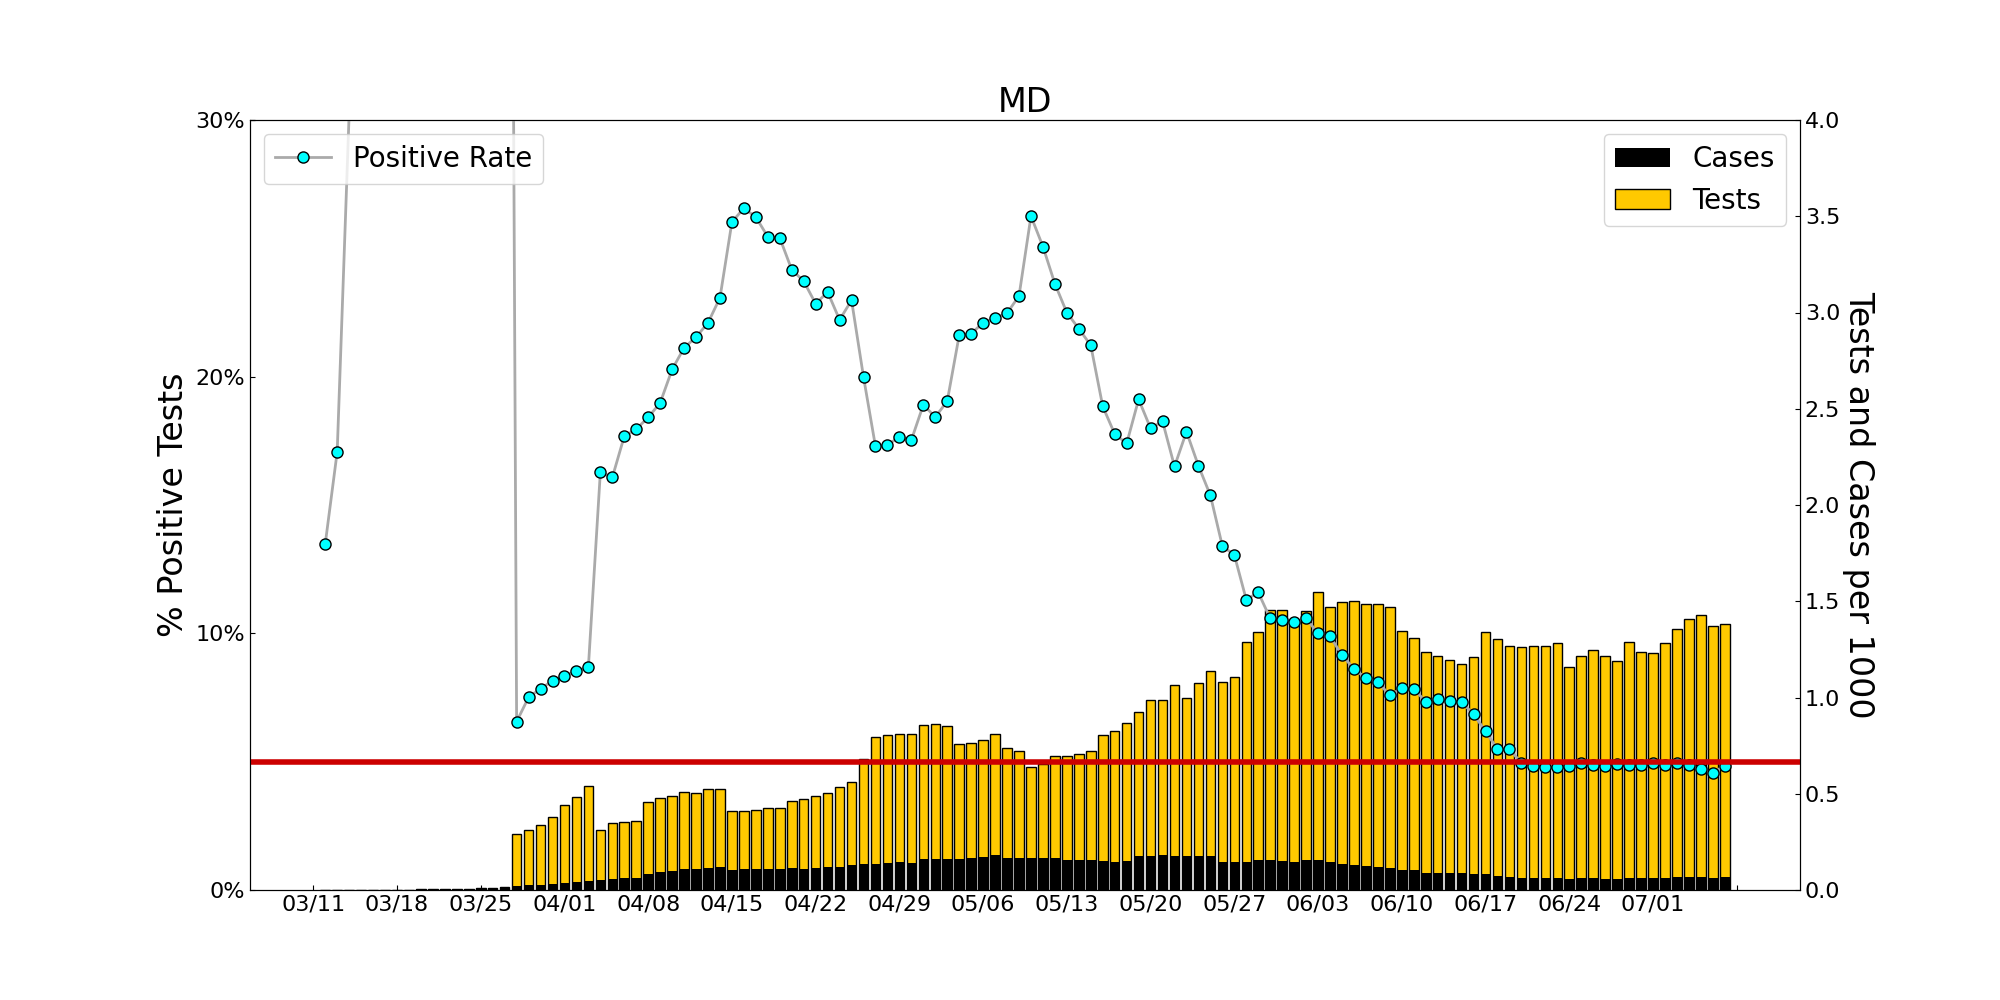 MD
Positive Rate
Cases
Tests
% Positive Tests
30%
20%
10%
0%
Tests and Cases per 1000
4.0
3.5
3.0
2.5
2.0
1.5
1.0
0.5
0.0
03/11 03/18 03/25 04/01 04/08 04/15 04/22 04/29 05/06 05/13 05/20 05/27 06/03 06/10 06/17 06/24 07/01